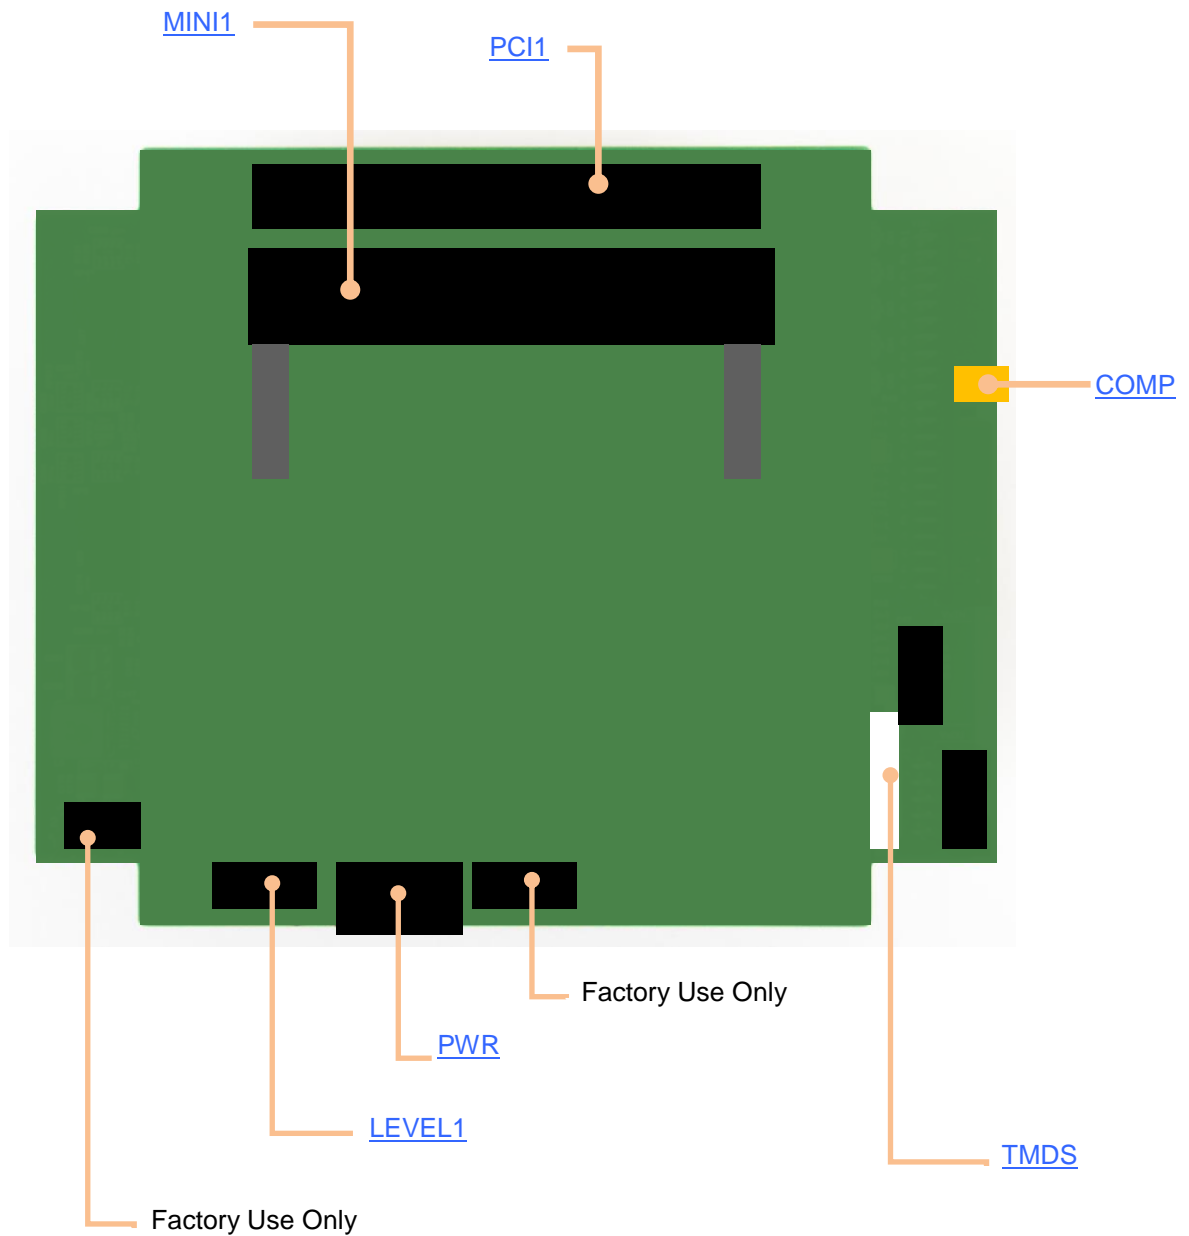 MINI1
PCI1
COMP
Factory Use Only
PWR
LEVEL1
TMDS
Factory Use Only